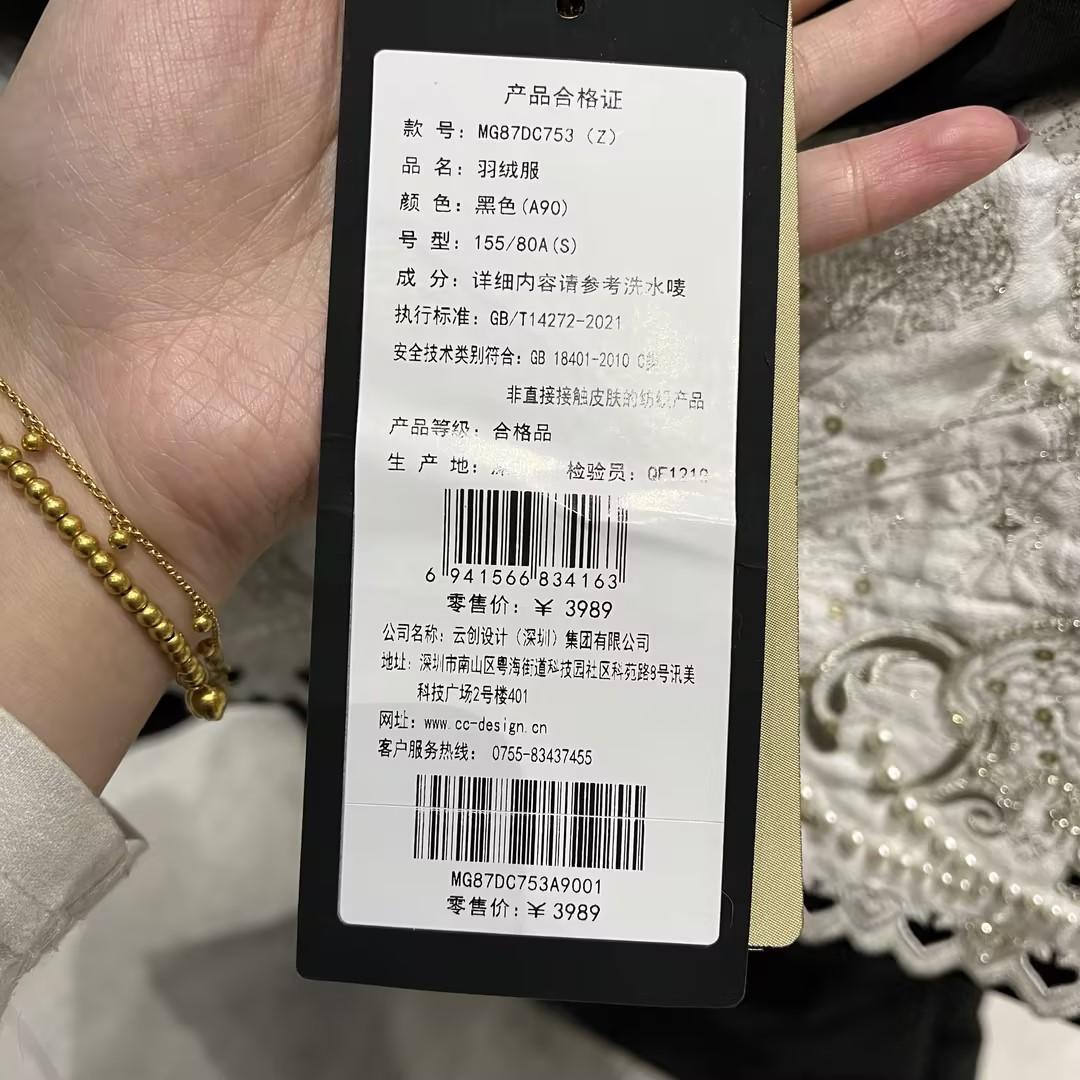 产品合格证
款 号：MG87DC753（Z）
品 名：羽绒服
颜 色：黑色(A90)
号 型：155/80A(S)
成 分：详细内容请参考洗水唛
执行标准：GB/T14272-2021
安全技术类别符合：GB 18401-2010 C类
非直接接触皮肤的纺织产品
产品等级：合格品
生 产 地：深圳 检验员：
6 941566 834163
零售价：￥ 3989
公司名称：云创设计（深圳）集团有限公司
地址：深圳市南山区粤海街道科技园社区科苑路8号讯美
科技广场2号楼401
网址：www.cc-design.cn
客户服务热线： 0755-83437455
MG87DC753A9001
零售价：￥ 3989